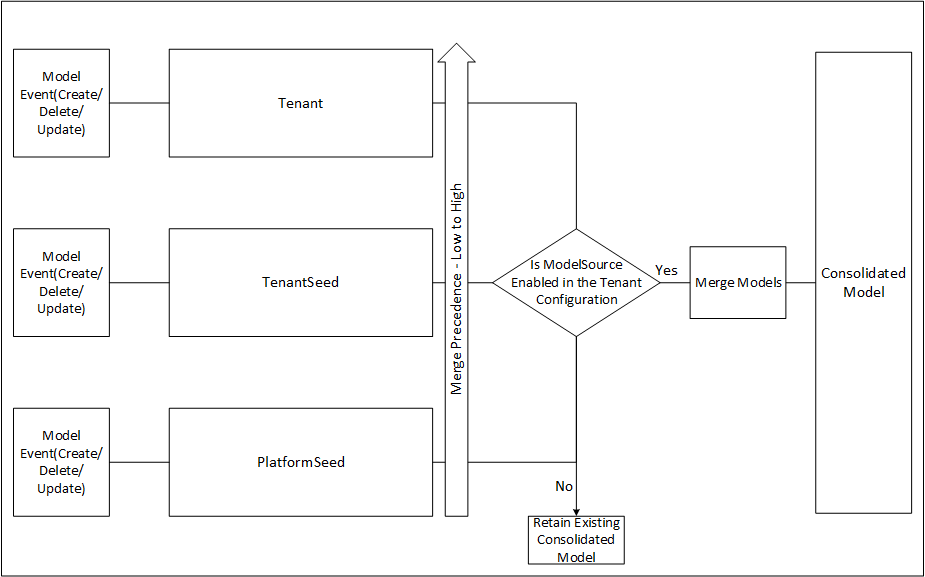 Model
Event(Create/
Delete/
Update)
Tenant
Model
Event(Create/
Delete/
Update)
TenantSeed
Model
Event(Create/
Delete/
Update)
PlatformSeed
Merge Precedence - Low to High
Is ModelSource
Enabled in the Tenant
Configuration
Yes
Merge Models
Consolidated
Model
No
Retain Existing
Consolidated
Model